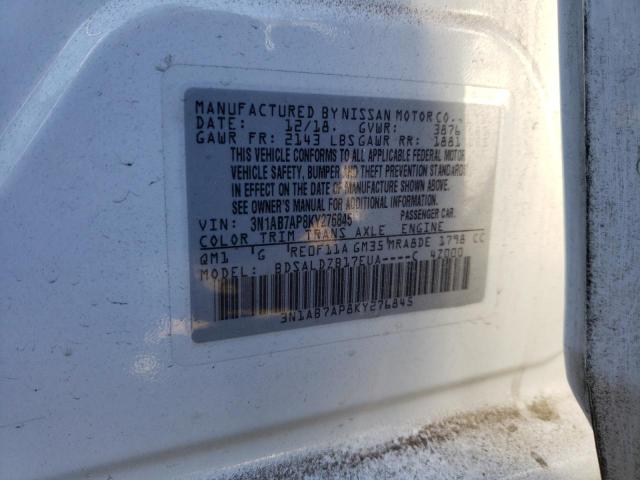 MANUFACTURED BY NISSAN MOTOR CO..
DATE: 12/18. GVWR: 3876
GAWR FR: 2143 LBS GAWR RR: 1881
THIS VEHICLE CONFORMS TO ALL APPLICABLE FEDERAL MOTOR
VEHICLE SAFETY, BUMPER AND THEFT PREVENTION STANDARDS
IN EFFECT ON THE DATE OF MANUFACTURE SHOWN ABOVE.
SEE OWNER'S MANUAL FOR ADDITIONAL INFORMATION
VIN: 3N1AB7AP8KY276845 PASSENGER CAR
COLOR TRIM TRANS AXLE ENGINE
QM1 'G RE0F11A GM35 MRA8DE 1798 CC
MODEL: BDSALDZB17EUA----C 4Z000
3N1AB7AP8KY276845